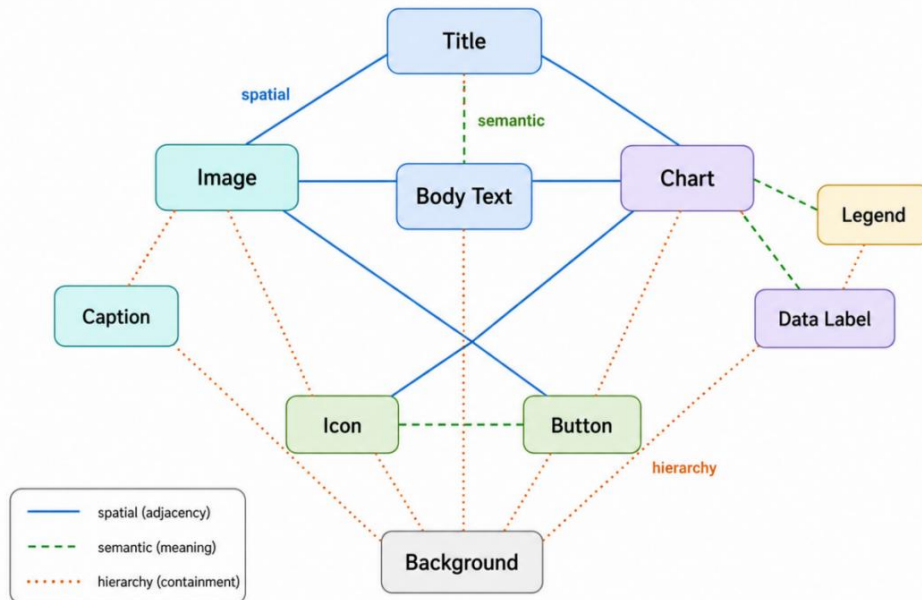 Title
spatial
semantic
Image
Body Text
Chart
Legend
Caption
Data Label
Icon
Button
hierarchy
spatial (adjacency)
semantic (meaning)
hierarchy (containment)
Background